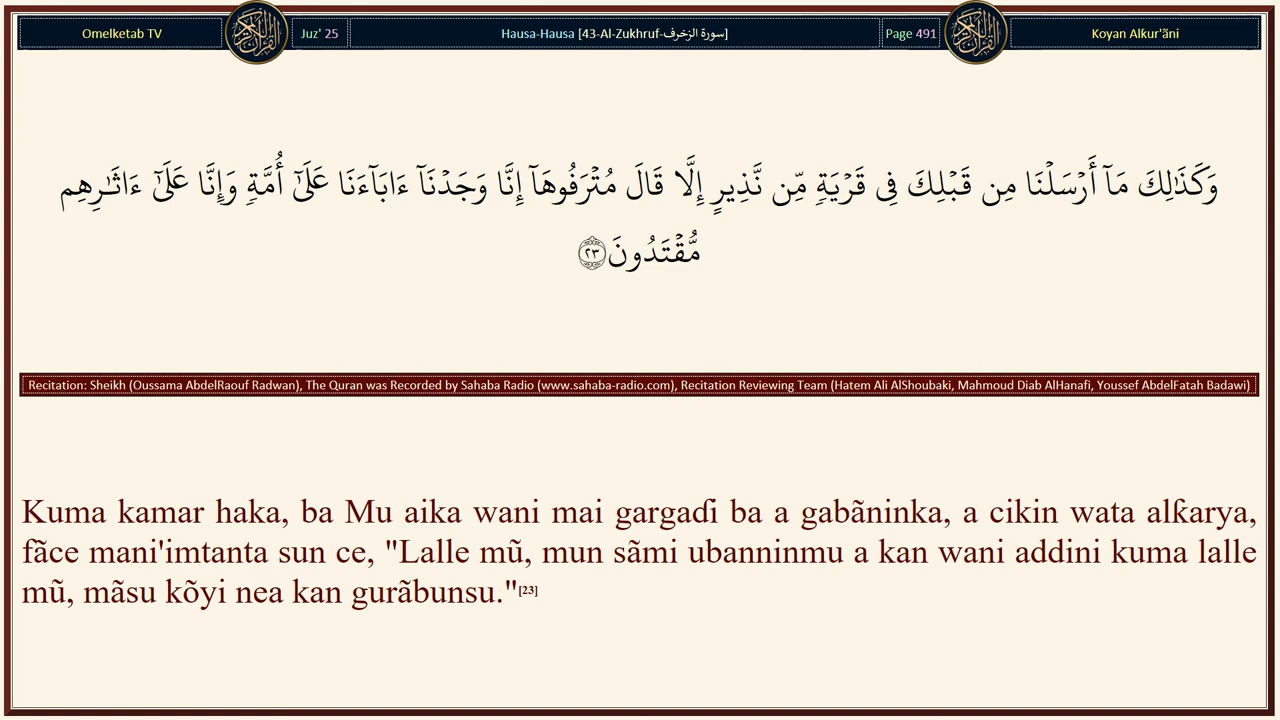 Omelketab TV
Juz' 25
Hausa-Hausa [43-Al-Zukhruf-سورة الزخرف]
Page 491
Koyan Alƙur'ãni
وَكَذَٰلِكَ مَآ أَرۡسَلۡنَا مِن قَبۡلِكَ فِي قَرۡيَةٖ مِّن نَّذِيرٍ إِلَّا قَالَ مُتۡرَفُوهَآ إِنَّا وَجَدۡنَآ ءَابَآءَنَا عَلَىٰٓ أُمَّةٖ وَإِنَّا عَلَىٰٓ ءَاثَٰرِهِم
مُّقۡتَدُونَ ٢٣
Recitation: Sheikh (Oussama AbdelRaouf Radwan), The Quran was Recorded by Sahaba Radio (www.sahaba-radio.com), Recitation Reviewing Team (Hatem Ali AlShoubaki, Mahmoud Diab AlHanafi, Youssef AbdelFatah Badawi)
Kuma kamar haka, ba Mu aika wani mai gargaɗi ba a gabãninka, a cikin wata alƙarya,
fãce mani'imtanta sun ce, "Lalle mũ, mun sãmi ubanninmu a kan wani addini kuma lalle
mũ, mãsu kõyi nea kan gurãbunsu."[23]